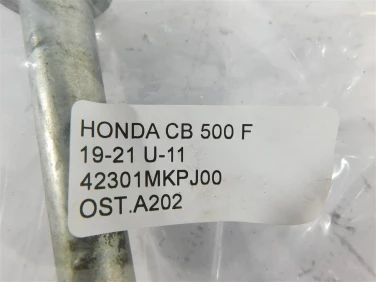 HONDA CB 500 F
19-21 U-11
42301MKPJ00
OST.A202